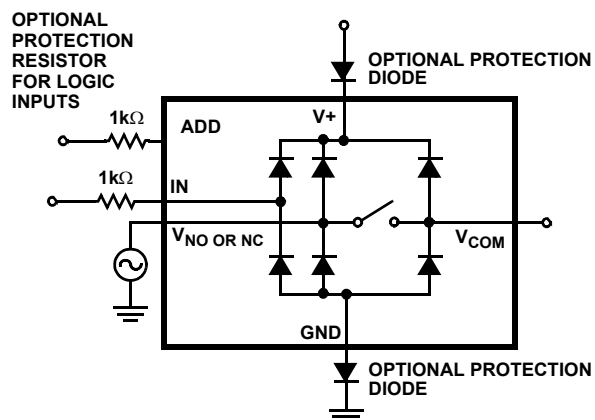 OPTIONAL
PROTECTION
RESISTOR
FOR LOGIC
INPUTS
OPTIONAL PROTECTION
DIODE
1kΩ
ADD
V+
1kΩ
IN
VNO OR NC
VCOM
GND
OPTIONAL PROTECTION
DIODE